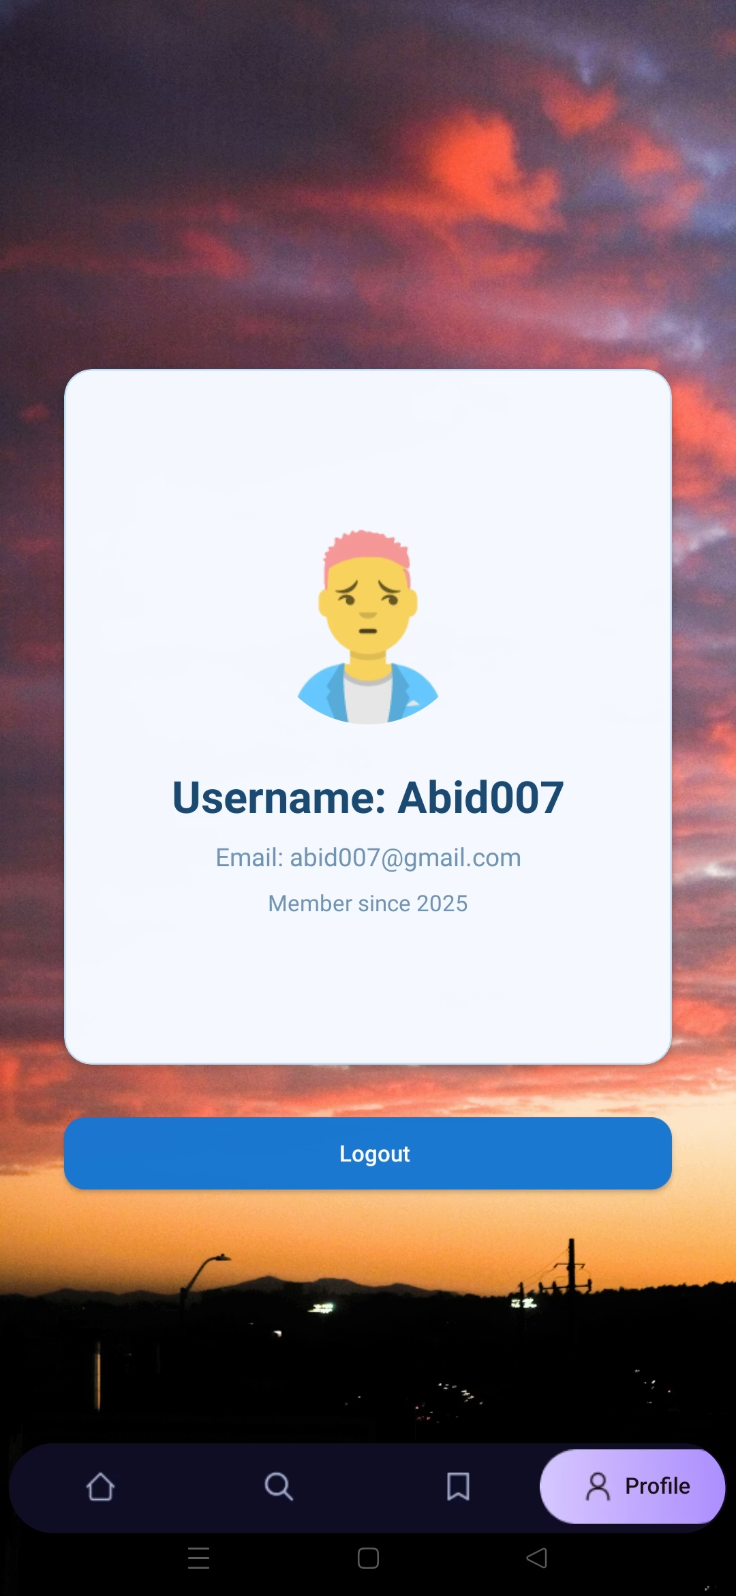 Username: Abid007
Email: abid007@gmail.com
Member since 2025
Logout
Profile